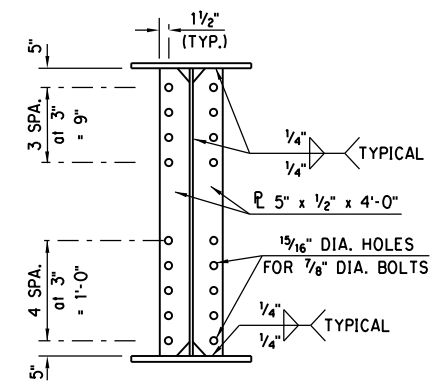 1½"
(TYP.)
5"
3 SPA.
at 3"
= 9"
¼"
¼"
TYPICAL
℄ 5" x ½" x 4'-0"
¹⁵⁄₁₆" DIA. HOLES
FOR ⅞" DIA. BOLTS
4 SPA.
at 3"
= 1'-0"
¼"
¼"
TYPICAL
5"